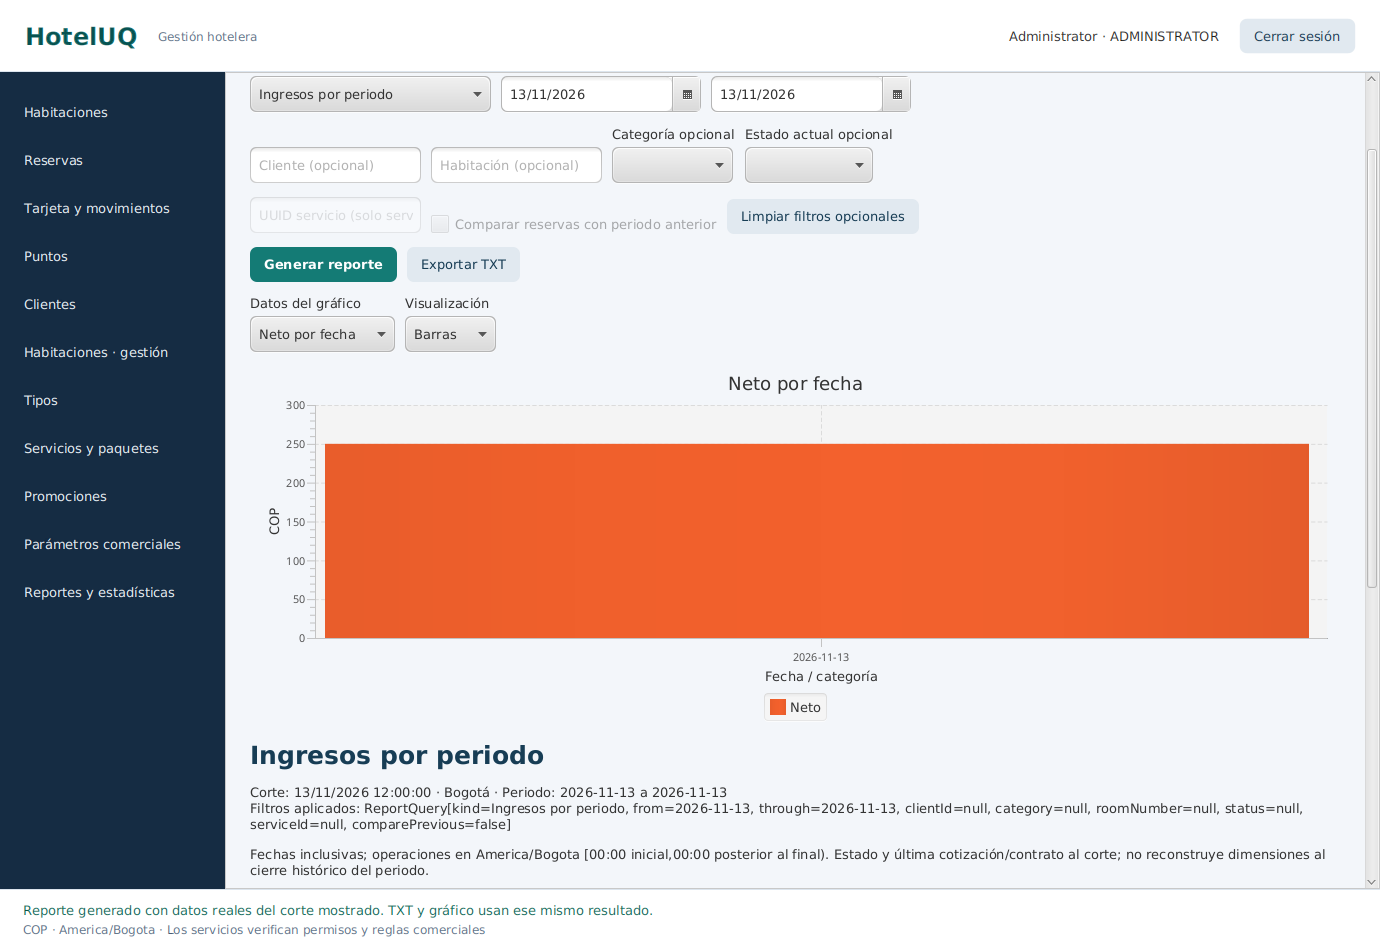 HotelUQ
Gestión hotelera
Administrator · ADMINISTRATOR
Cerrar sesión
Habitaciones
Reservas
Tarjeta y movimientos
Puntos
Clientes
Habitaciones · gestión
Tipos
Servicios y paquetes
Promociones
Parámetros comerciales
Reportes y estadísticas
Ingresos por periodo
13/11/2026
13/11/2026
Categoría opcional
Estado actual opcional
Cliente (opcional)
Habitación (opcional)
UUID servicio (solo serv
Comparar reservas con periodo anterior
Limpiar filtros opcionales
Generar reporte
Exportar TXT
Datos del gráfico
Visualización
Neto por fecha
Barras
Neto por fecha
300
250
200
150
100
50
0
COP
2026-11-13
Fecha / categoría
Neto
Ingresos por periodo
Corte: 13/11/2026 12:00:00 · Bogotá · Periodo: 2026-11-13 a 2026-11-13
Filtros aplicados: ReportQuery[kind=Ingresos por periodo, from=2026-11-13, through=2026-11-13, clientId=null, category=null, roomNumber=null, status=null,
serviceId=null, comparePrevious=false]
Fechas inclusivas; operaciones en America/Bogota [00:00 inicial,00:00 posterior al final). Estado y última cotización/contrato al corte; no reconstruye dimensiones al
cierre histórico del periodo.
Reporte generado con datos reales del corte mostrado. TXT y gráfico usan ese mismo resultado.
COP · America/Bogota · Los servicios verifican permisos y reglas comerciales